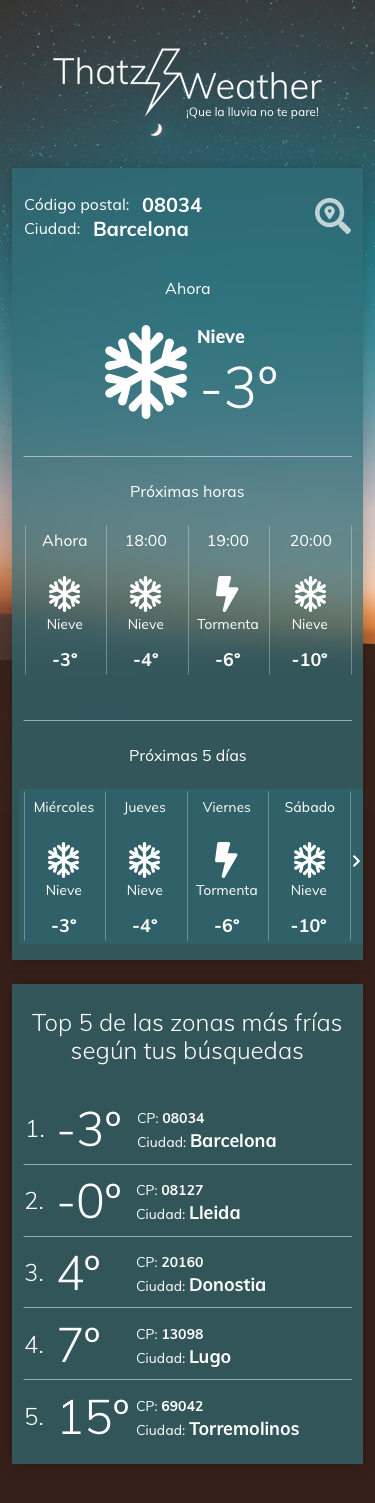 Thatz Weather
¡Que la lluvia no te pare!
Código postal: 08034
Ciudad: Barcelona
Ahora
Nieve
-3º
Próximas horas
Ahora 18:00 19:00 20:00
Nieve Nieve Tormenta Nieve
-3º -4º -6º -10º
Próximas 5 días
Miércoles Jueves Viernes Sábado
Nieve Nieve Tormenta Nieve
-3º -4º -6º -10º
Top 5 de las zonas más frías
según tus búsquedas
1. -3º CP: 08034
Ciudad: Barcelona
2. -0º CP: 08127
Ciudad: Lleida
3. 4º CP: 20160
Ciudad: Donostia
4. 7º CP: 13098
Ciudad: Lugo
5. 15º CP: 69042
Ciudad: Torremolinos